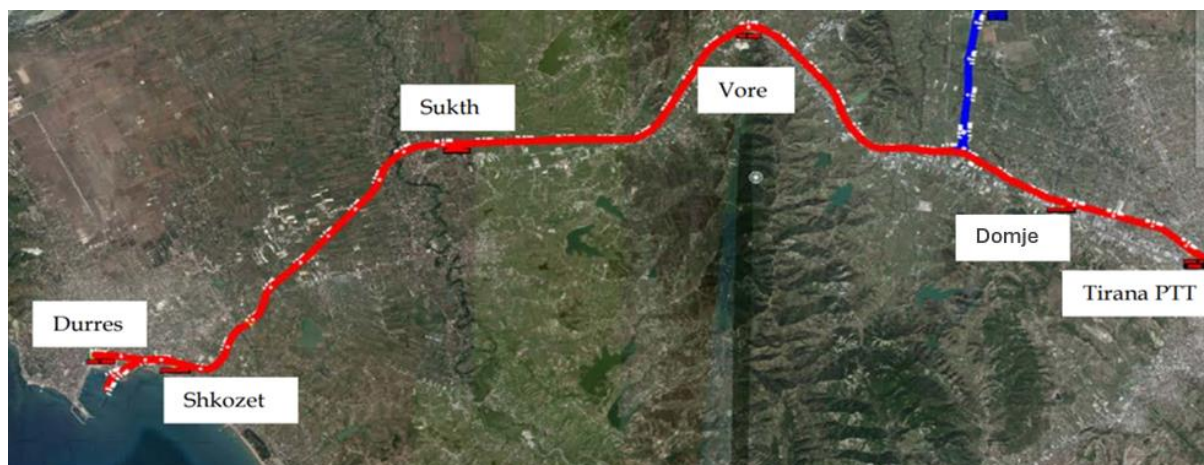 Vore
Sukth
Domje
Tirana PTT
Durres
Shkozet